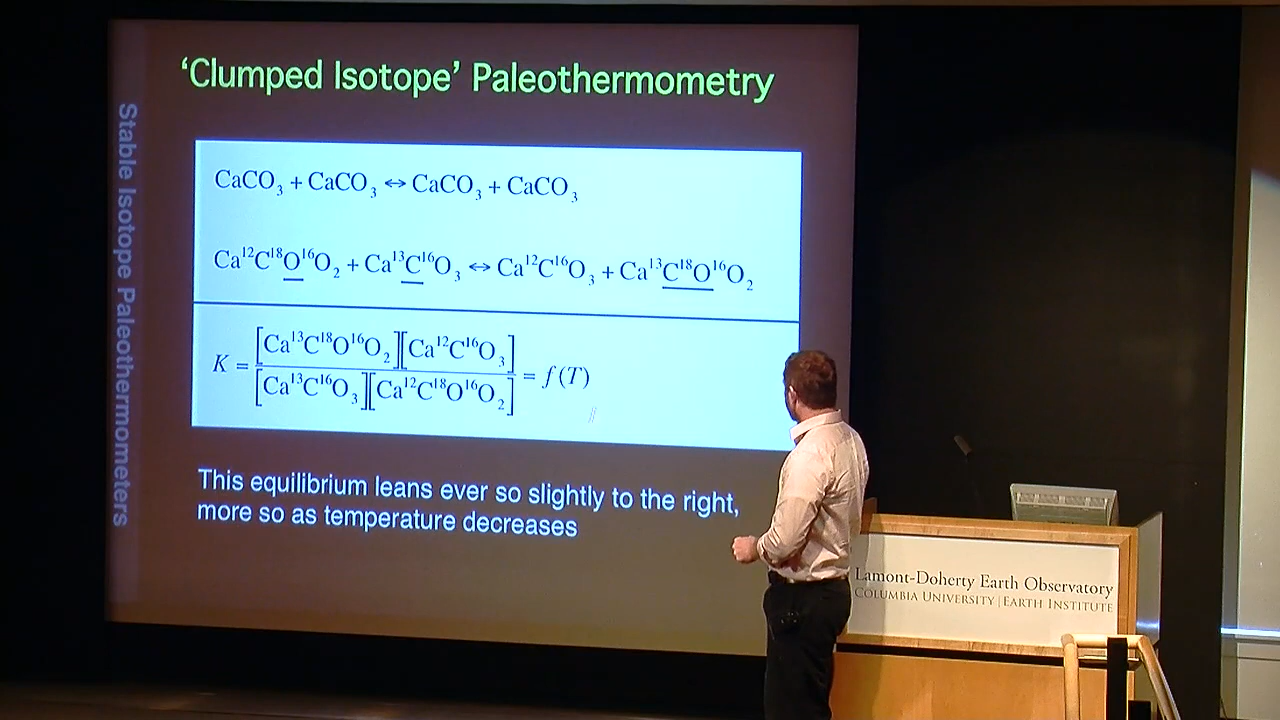 ‘Clumped Isotope’ Paleothermometry
Stable Isotope Paleothermometers
CaCO₃ + CaCO₃ ⇔ CaCO₃ + CaCO₃
Ca¹²C¹⁸O¹⁶O₂ + Ca¹³C¹⁶O₃ ⇔ Ca¹²C¹⁶O₃ + Ca¹³C¹⁸O¹⁶O₂
K = [Ca¹³C¹⁸O¹⁶O₂][Ca¹²C¹⁶O₃] / [Ca¹³C¹⁶O₃][Ca¹²C¹⁸O¹⁶O₂] = f(T)
This equilibrium leans ever so slightly to the right,
more so as temperature decreases
Lamont-Doherty Earth Observatory
COLUMBIA UNIVERSITY | EARTH INSTITUTE